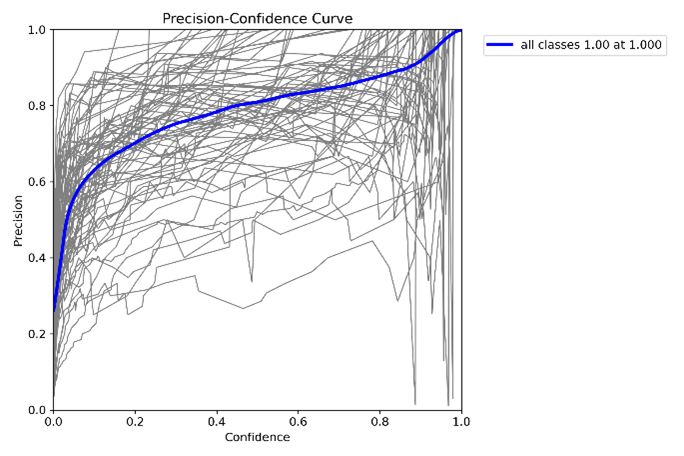 Precision-Confidence Curve
1.0
0.8
0.6
0.4
0.2
0.0
Precision
0.0 0.2 0.4 0.6 0.8 1.0
Confidence
all classes 1.00 at 1.000